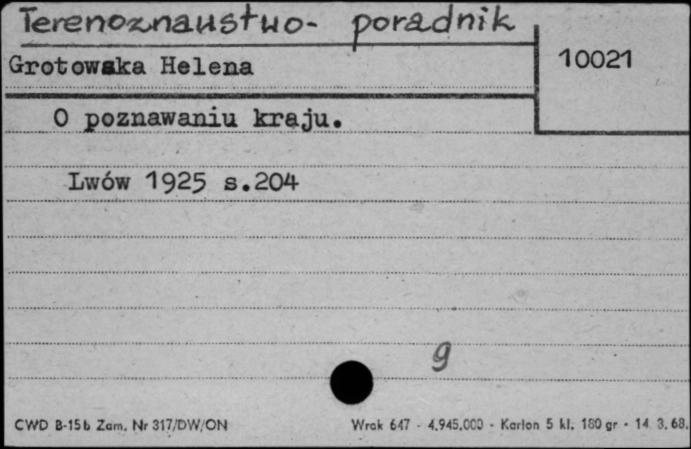 Terenoznawstwo- poradnik
10021
Grotowska Helena
O poznawaniu kraju.
Lwów 1925 s.204
9
CWD B-15b Zam. Nr 317/DW/ON
Wrak 647 - 4.945.000 - Karton 5 kl. 180 gr - 14. 3. 68.